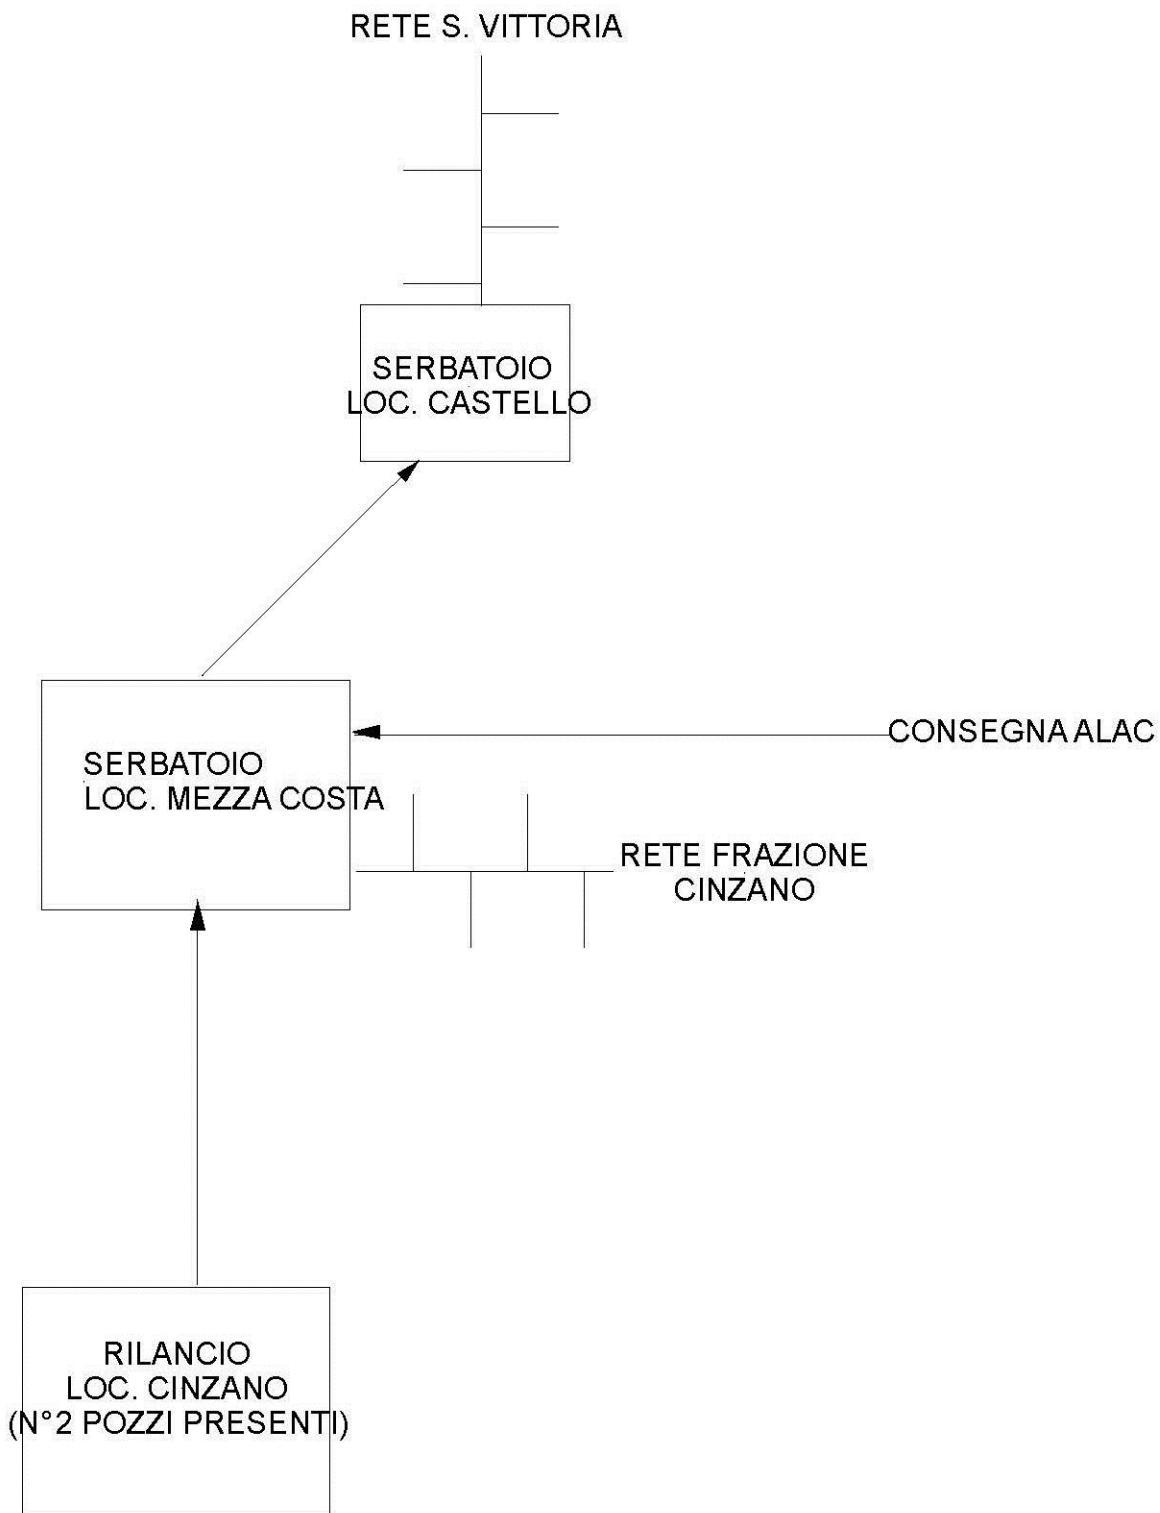 RETE S. VITTORIA
SERBATOIO
LOC. CASTELLO
CONSEGNA ALAC
SERBATOIO
LOC. MEZZA COSTA
RETE FRAZIONE
CINZANO
RILANCIO
LOC. CINZANO
(N°2 POZZI PRESENTI)